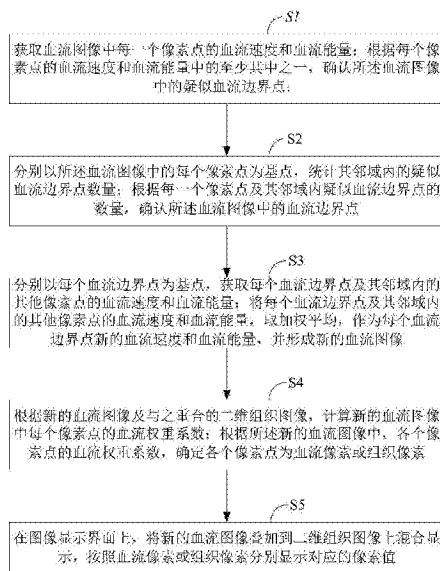 S1
获取血流图像中每一个像素点的血流速度和血流能量；根据每个像
素点的血流速度和血流能量中的至少其中之一，确认所述血流图像
中的疑似血流边界点；
S2
分别以所述血流图像中的每个像素点为基点，统计其邻域内的疑似
血流边界点数量；根据每一个像素点及其邻域内疑似血流边界点的
数量，确认所述血流图像中的血流边界点
S3
分别以每个血流边界点为基点，获取每个血流边界点及其邻域内的
其他像素点的血流速度和血流能量；将每个血流边界点及其邻域内
的其他像素点的血流速度和血流能量，取加权平均，作为每个血流
边界点新的血流速度和血流能量，并形成新的血流图像
S4
根据新的血流图像及与之重合的二维组织图像，计算新的血流图像
中每个像素点的血流权重系数；根据所述新的血流图像中，各个像
素点的血流权重系数，确定各个像素点为血流像素或组织像素
S5
在图像显示界面上，将新的血流图像叠加到二维组织图像上混合显
示，按照血流像素或组织像素分别显示对应的像素值